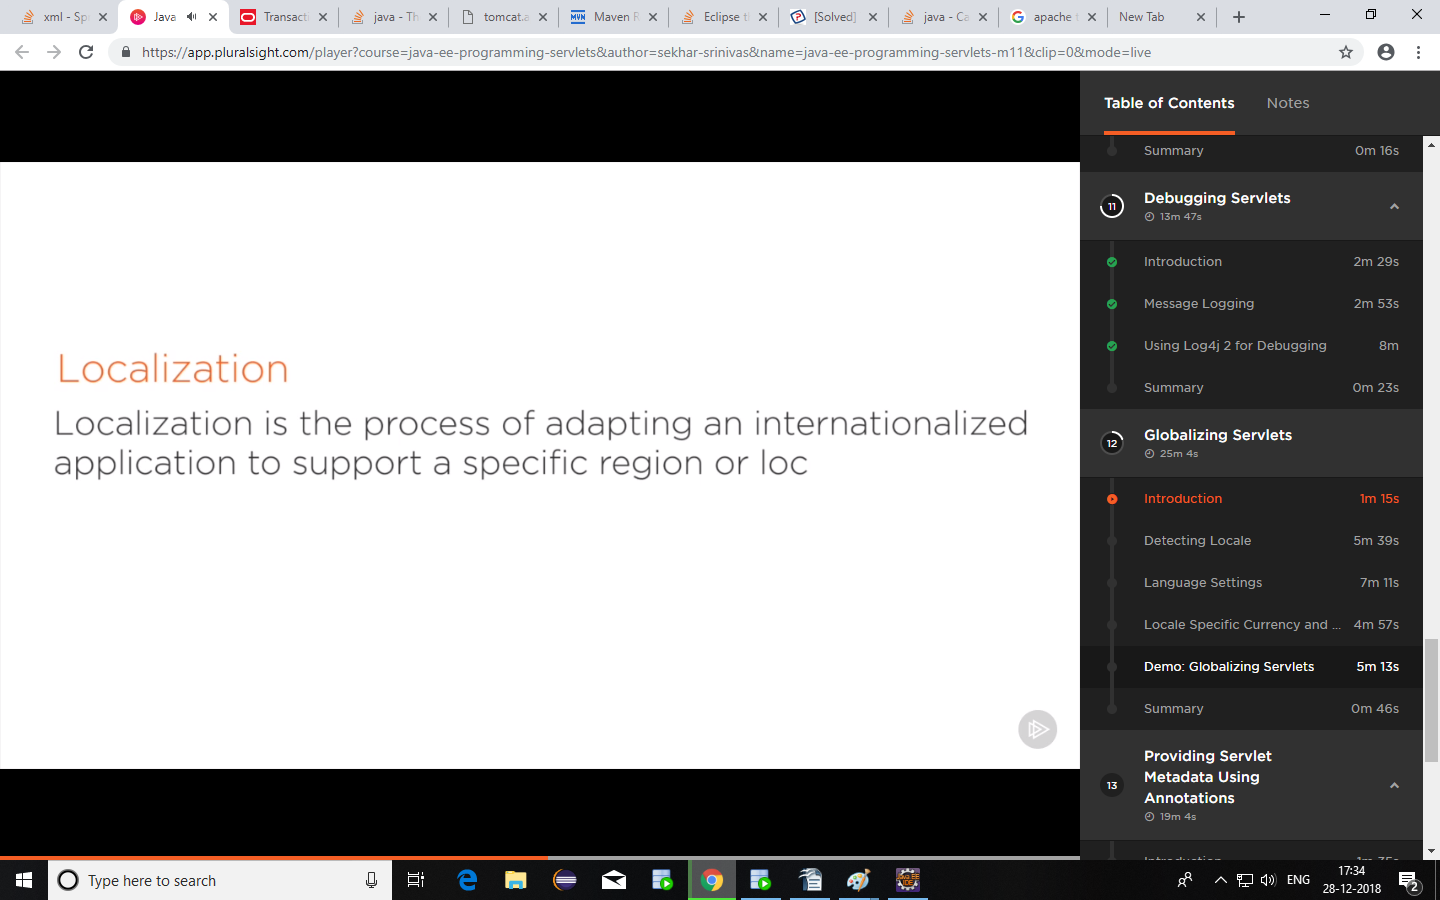 xml - Spr
Java
Transacti
java - Th
tomcat.a
MVN
Maven R
Eclipse t
[Solved]
java - Ca
apache t
New Tab
https://app.pluralsight.com/player?course=java-ee-programming-servlets&author=sekhar-srinivas&name=java-ee-programming-servlets-m11&clip=0&mode=live
Localization
Localization is the process of adapting an internationalized
application to support a specific region or loc
Table of Contents
Notes
Summary 0m 16s
11
Debugging Servlets
13m 47s
Introduction 2m 29s
Message Logging 2m 53s
Using Log4j 2 for Debugging 8m
Summary 0m 23s
12
Globalizing Servlets
25m 4s
Introduction 1m 15s
Detecting Locale 5m 39s
Language Settings 7m 11s
Locale Specific Currency and ... 4m 57s
Demo: Globalizing Servlets 5m 13s
Summary 0m 46s
13
Providing Servlet
Metadata Using
Annotations
19m 4s
Introduction 1m 35s
Type here to search
ENG
17:34
28-12-2018
2